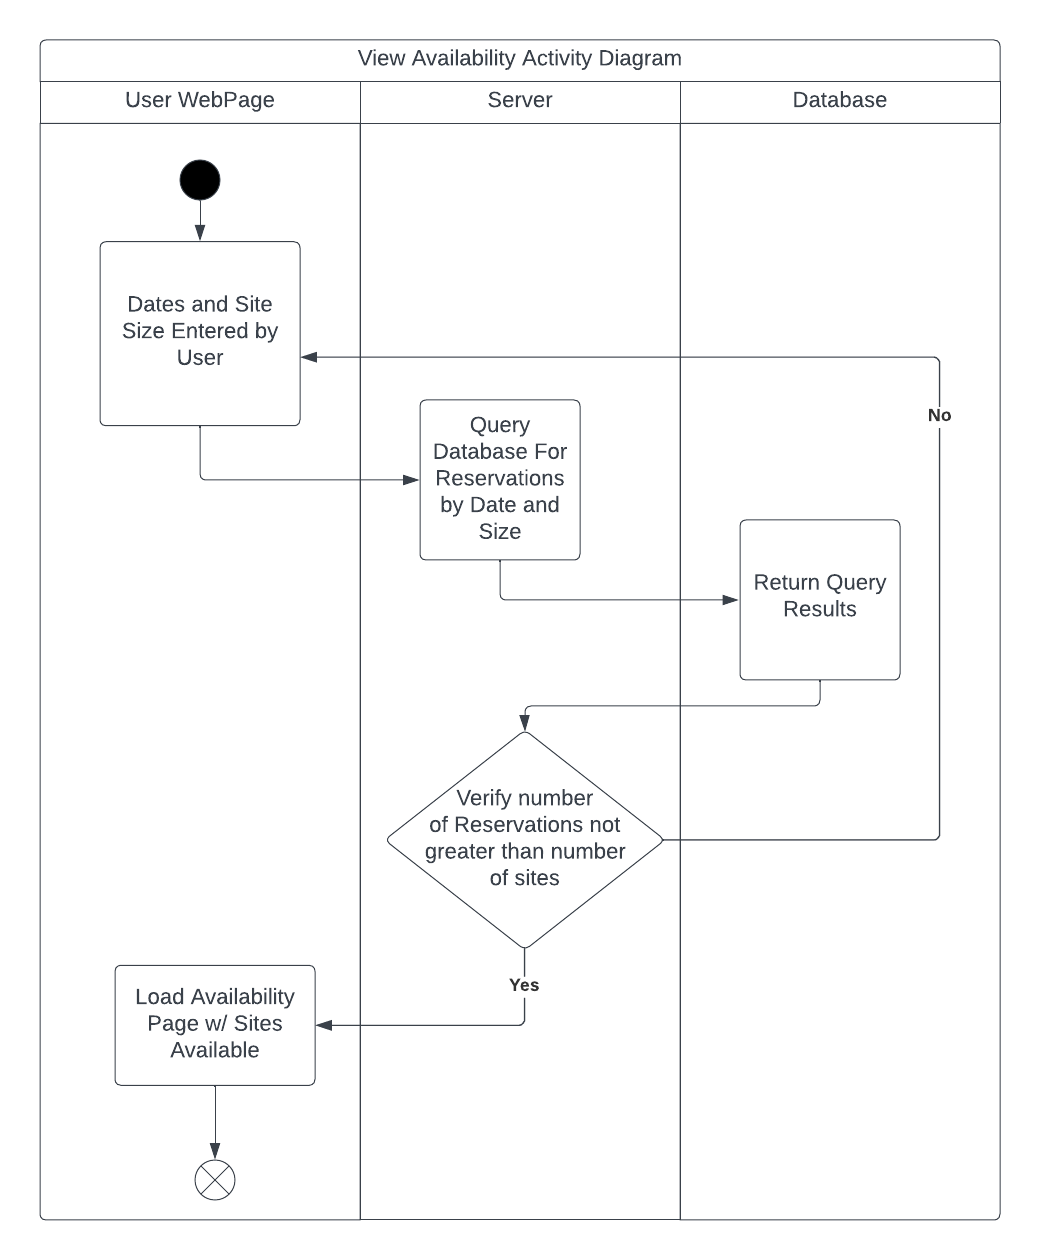 View Availability Activity Diagram
User WebPage
Server
Database
Dates and Site
Size Entered by
User
No
Query
Database For
Reservations
by Date and
Size
Return Query
Results
Verify number
of Reservations not
greater than number
of sites
Yes
Load Availability
Page w/ Sites
Available